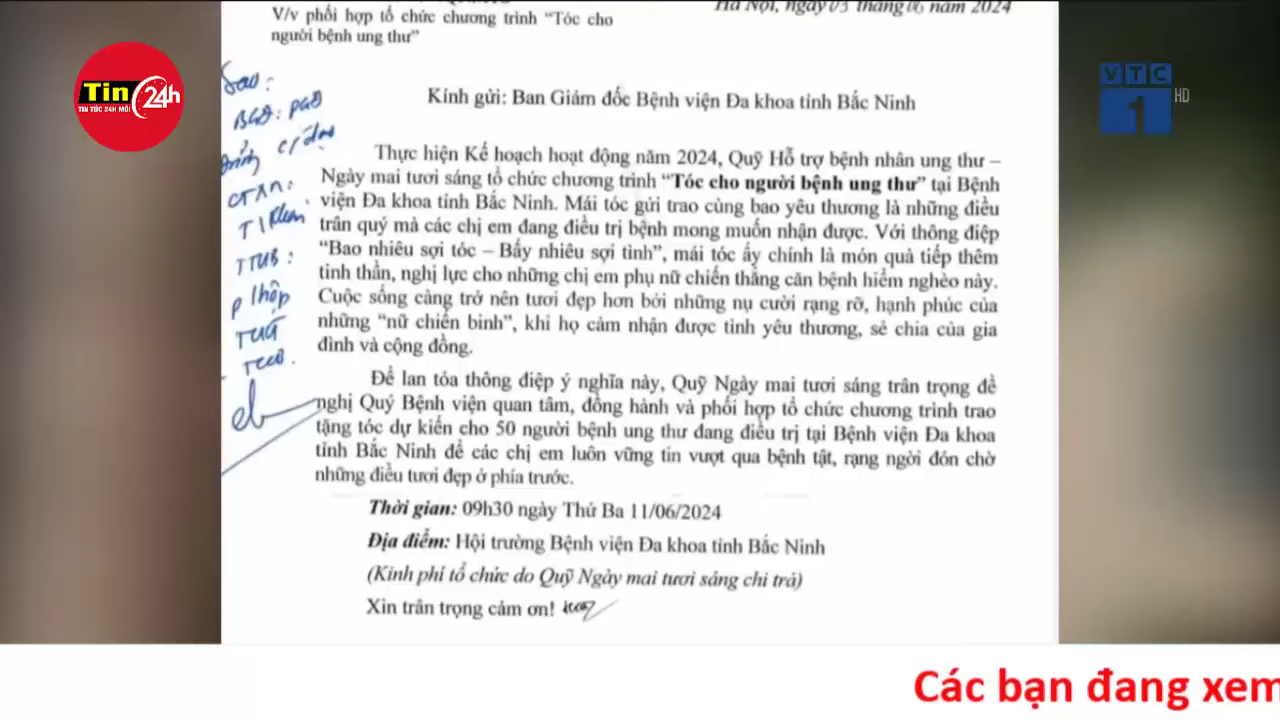 V/v phối hợp tổ chức chương trình “Tóc cho
người bệnh ung thư”
Hà Nội, ngày 03 tháng 06 năm 2024
Tin 24h
TIN TỨC 24H MỚI
VTC
1 HD
Kính gửi: Ban Giám đốc Bệnh viện Đa khoa tỉnh Bắc Ninh
Thực hiện Kế hoạch hoạt động năm 2024, Quỹ Hỗ trợ bệnh nhân ung thư –
Ngày mai tươi sáng tổ chức chương trình “Tóc cho người bệnh ung thư” tại Bệnh
viện Đa khoa tỉnh Bắc Ninh. Mái tóc gửi trao cùng bao yêu thương là những điều
trân quý mà các chị em đang điều trị bệnh mong muốn nhận được. Với thông điệp
“Bao nhiêu sợi tóc – Bấy nhiêu sợi tình”, mái tóc ấy chính là món quà tiếp thêm
tinh thần, nghị lực cho những chị em phụ nữ chiến thắng căn bệnh hiểm nghèo này.
Cuộc sống càng trở nên tươi đẹp hơn bởi những nụ cười rạng rỡ, hạnh phúc của
những “nữ chiến binh”, khi họ cảm nhận được tình yêu thương, sẻ chia của gia
đình và cộng đồng.
Để lan tỏa thông điệp ý nghĩa này, Quỹ Ngày mai tươi sáng trân trọng đề
nghị Quý Bệnh viện quan tâm, đồng hành và phối hợp tổ chức chương trình trao
tặng tóc dự kiến cho 50 người bệnh ung thư đang điều trị tại Bệnh viện Đa khoa
tỉnh Bắc Ninh để các chị em luôn vững tin vượt qua bệnh tật, rạng ngời đón chờ
những điều tươi đẹp ở phía trước.
Thời gian: 09h30 ngày Thứ Ba 11/06/2024
Địa điểm: Hội trường Bệnh viện Đa khoa tỉnh Bắc Ninh
(Kinh phí tổ chức do Quỹ Ngày mai tươi sáng chi trả)
Xin trân trọng cảm ơn!
Các bạn đang xem